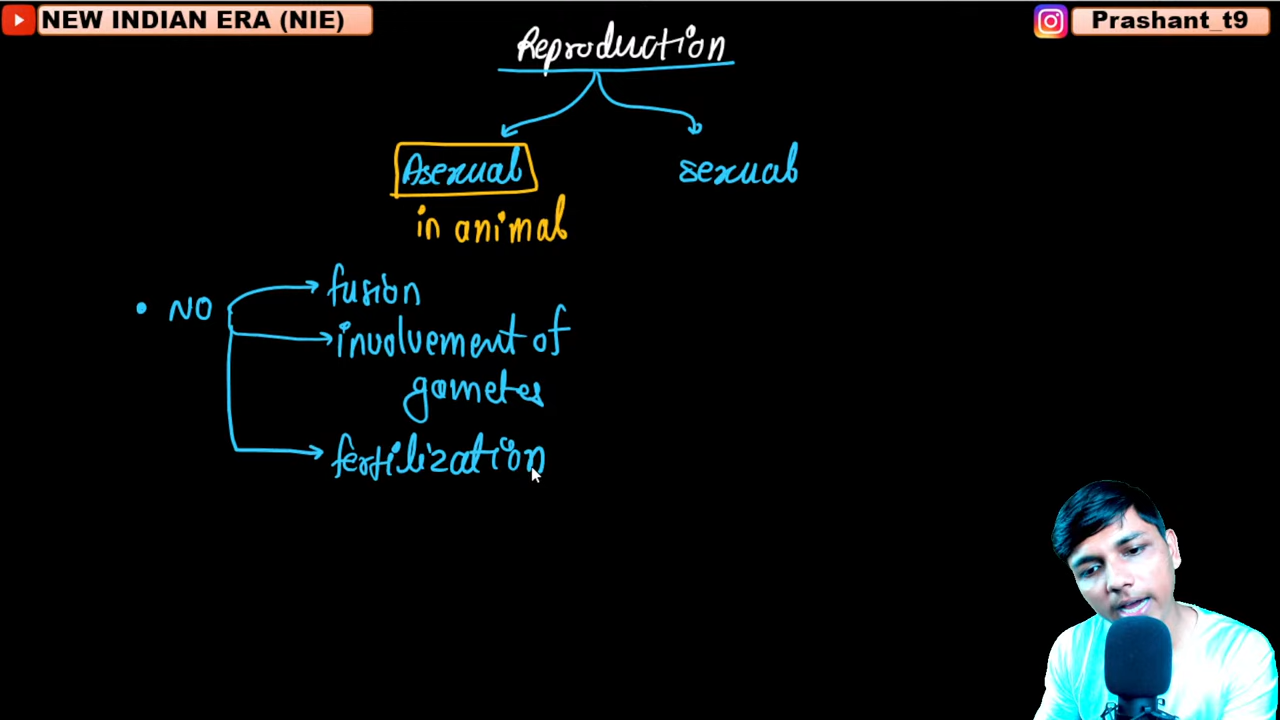 NEW INDIAN ERA (NIE)
Prashant_t9
Reproduction
Asexual
sexual
in animal
• NO
fusion
involvement of
gametes
fertilization